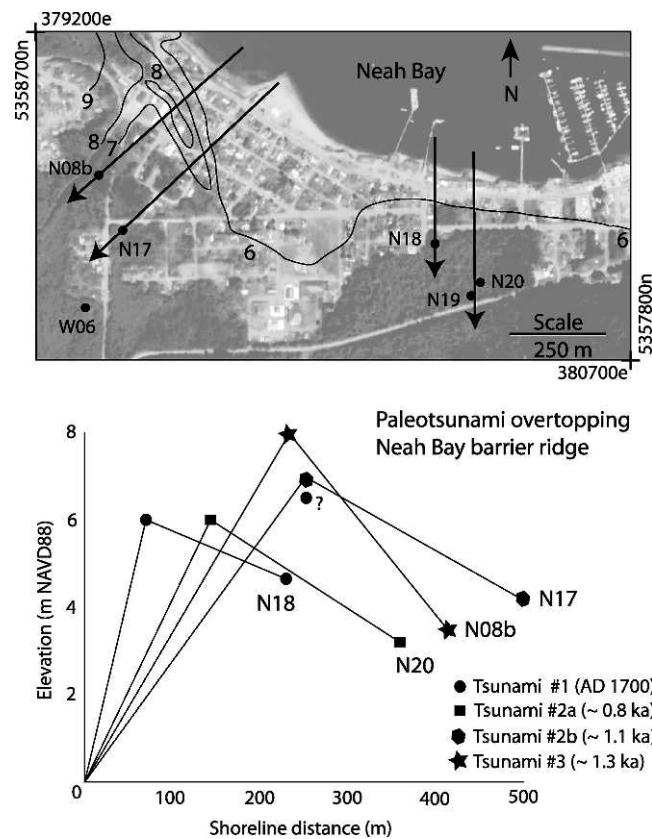 379200e
5358700n
Neah Bay
N
8
9
8
7
N08b
N17
6
N18
6
N19
N20
W06
Scale
250 m
5357800n
380700e
Paleotsunami overtopping
Neah Bay barrier ridge
8
6
4
2
0
Elevation (m NAVD88)
?
N18
N20
N08b
N17
Tsunami #1 (AD 1700)
Tsunami #2a (~ 0.8 ka)
Tsunami #2b (~ 1.1 ka)
Tsunami #3 (~ 1.3 ka)
100 200 300 400 500
Shoreline distance (m)